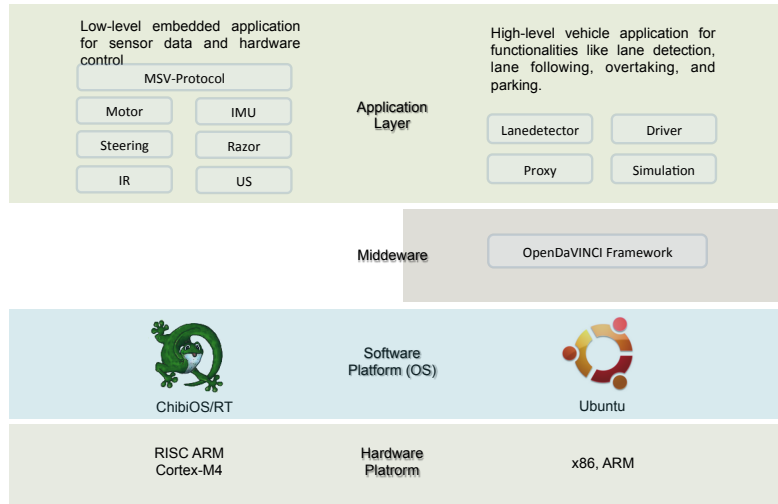 Low-level embedded application
for sensor data and hardware
control
MSV-Protocol
Motor
IMU
Steering
Razor
IR
US
Application
Layer
High-level vehicle application for
functionalities like lane detection,
lane following, overtaking, and
parking.
Lanedetector
Driver
Proxy
Simulation
Middeware
OpenDaVINCI Framework
ChibiOS/RT
Software
Platform (OS)
Ubuntu
RISC ARM
Cortex-M4
Hardware
Platrorm
x86, ARM